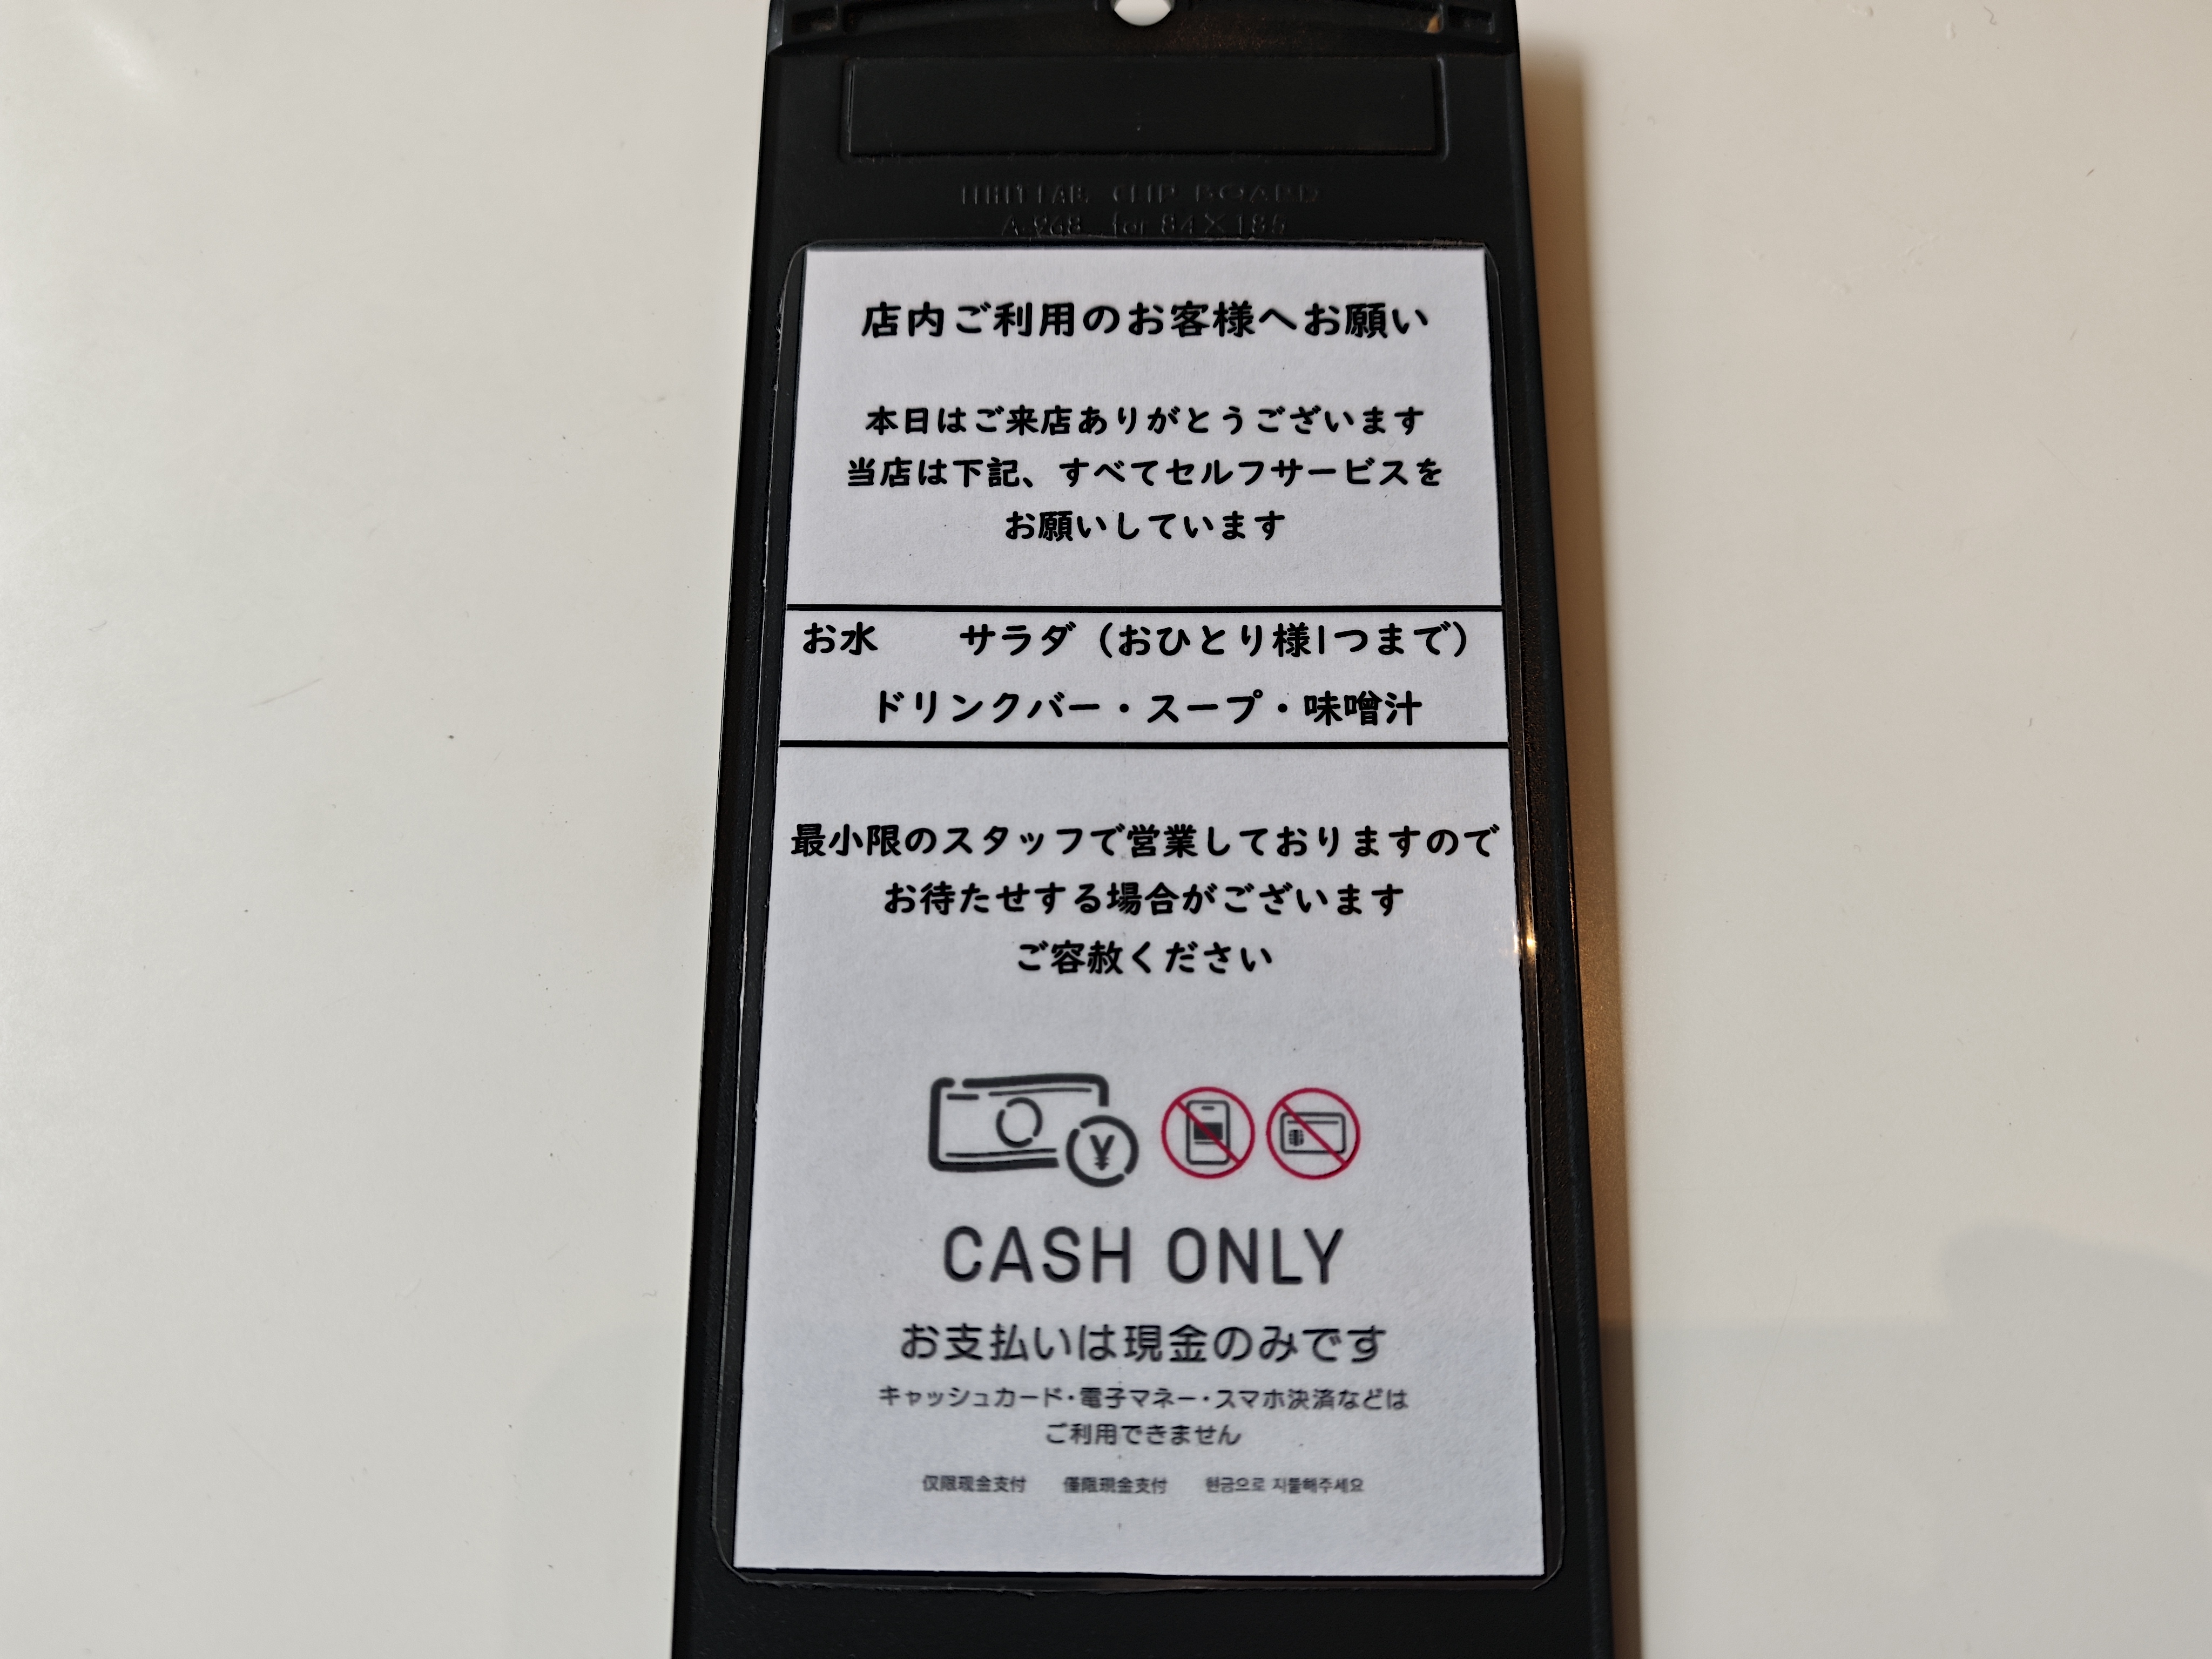 CLIP BOARD
A-968 for 84×185
店内ご利用のお客様へお願い
本日はご来店ありがとうございます
当店は下記、すべてセルフサービスを
お願いしています
お水 サラダ（おひとり様1つまで）
ドリンクバー・スープ・味噌汁
最小限のスタッフで営業しておりますので
お待たせする場合がございます
ご容赦ください
¥
CASH ONLY
お支払いは現金のみです
キャッシュカード・電子マネー・スマホ決済などは
ご利用できません
仅限现金支付 僅限現金支付 현금으로 지불해주세요